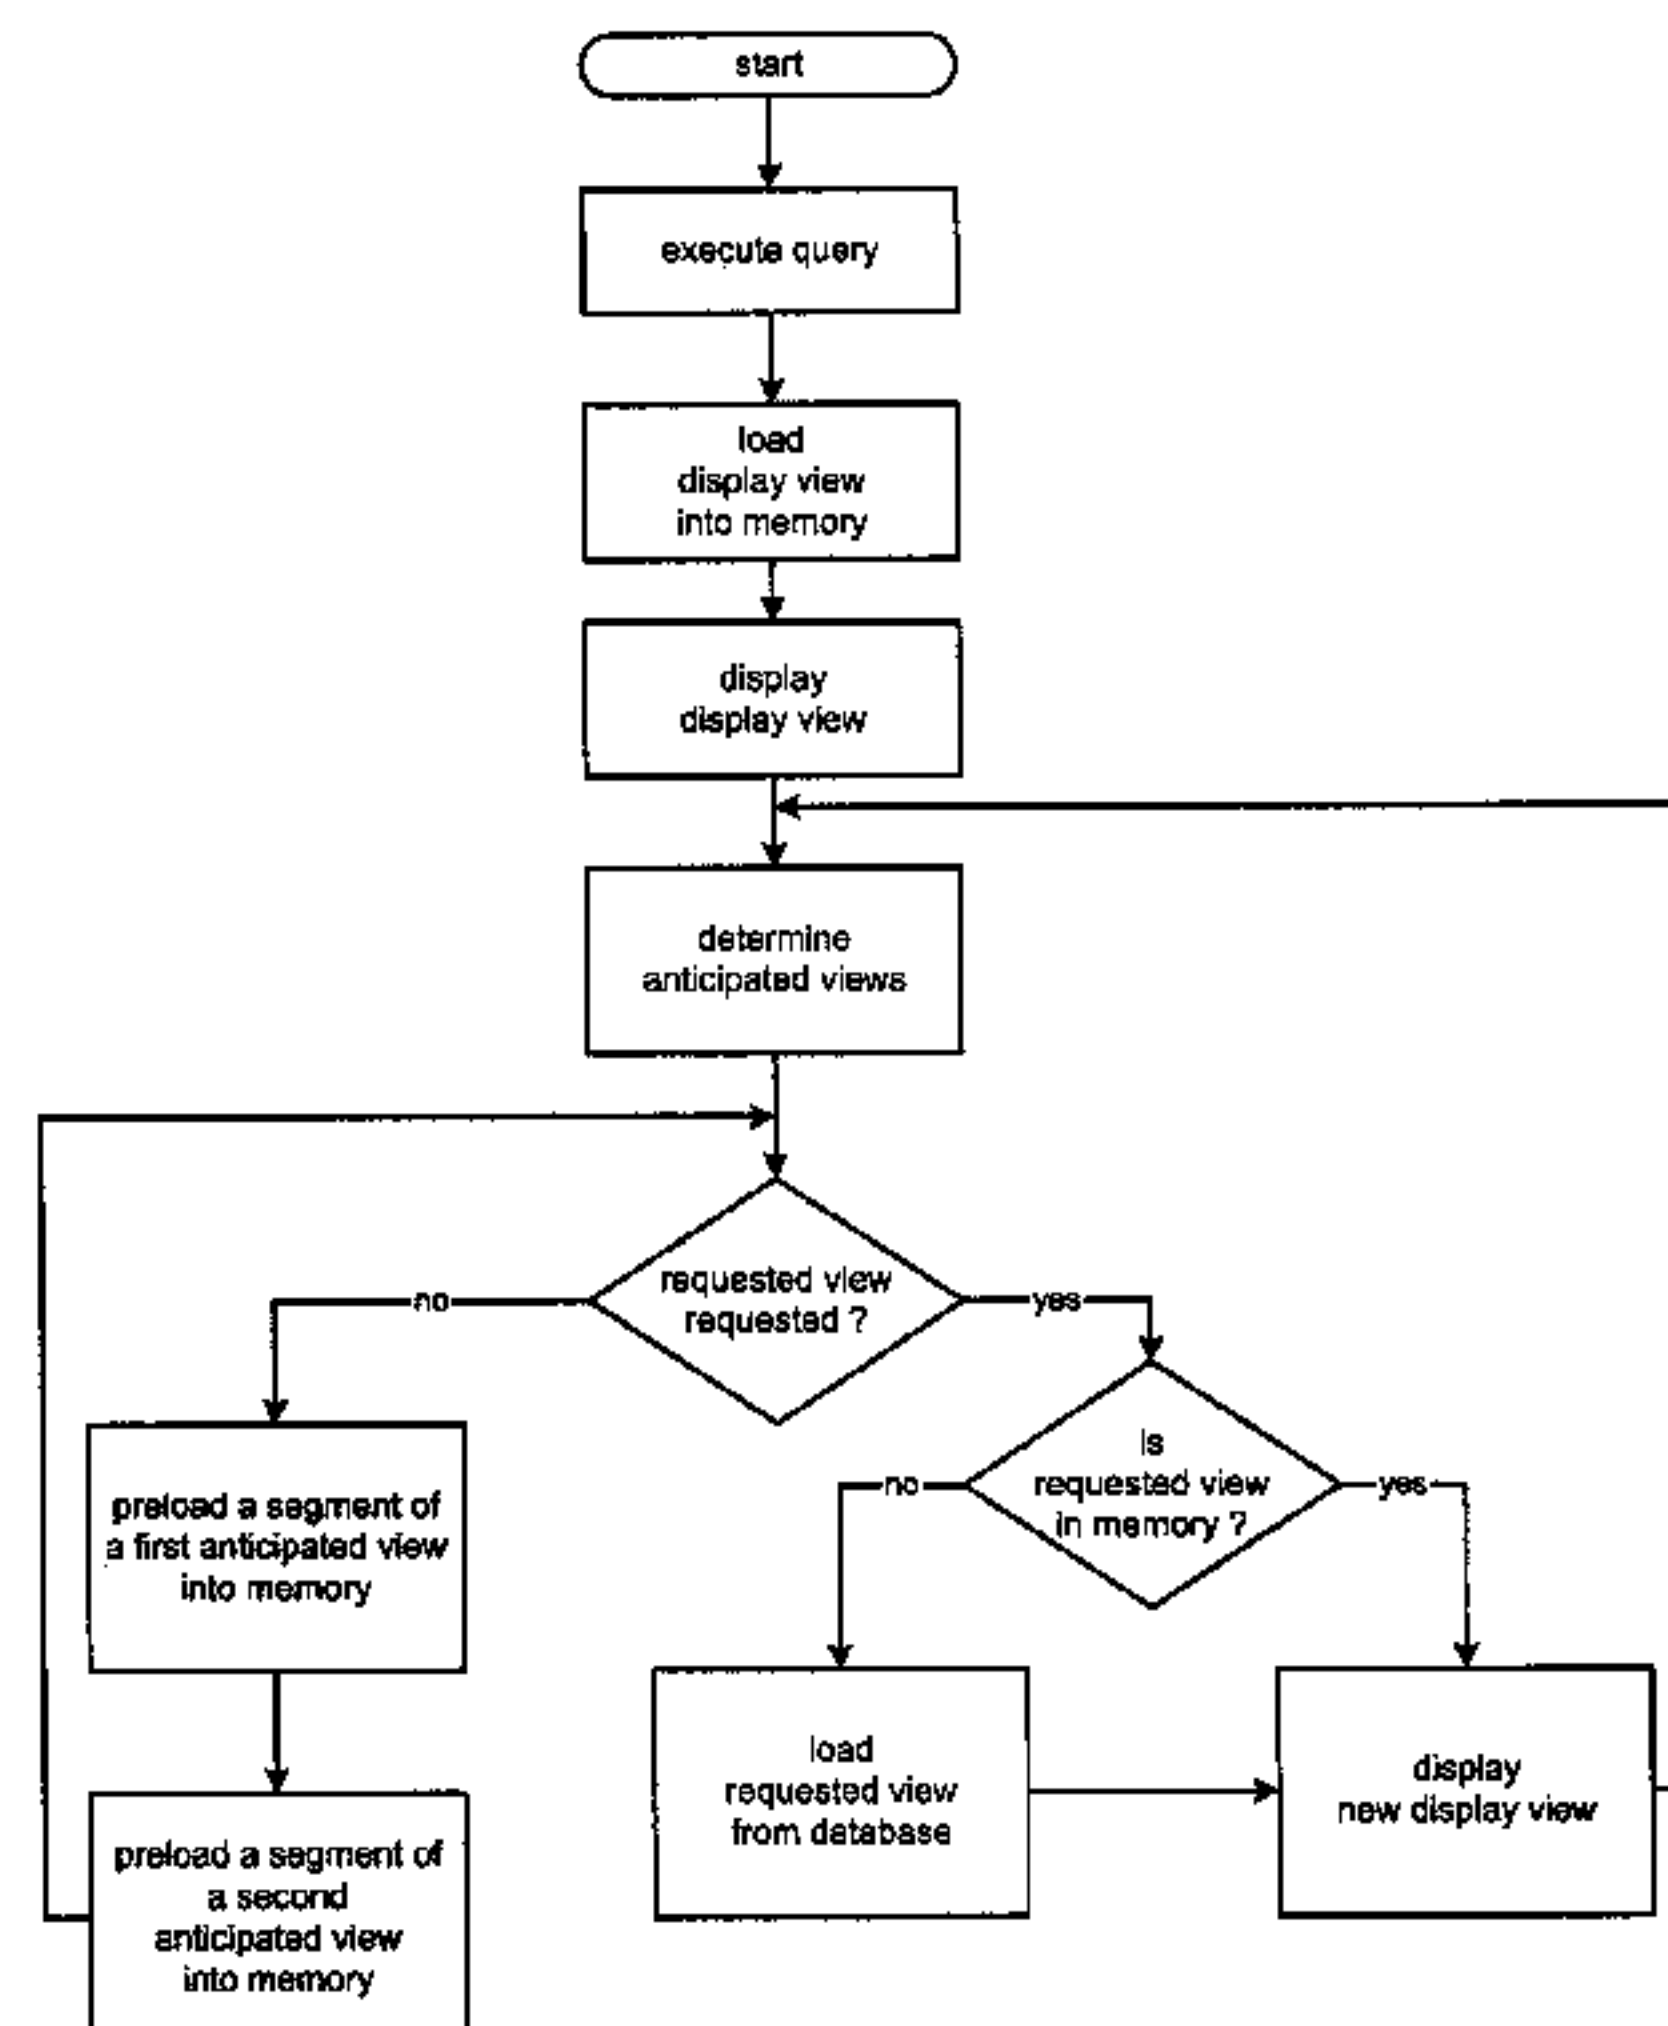 start
execute query
load
display view
into memory
display
display view
determine
anticipated views
requested view
requested ?
no
yes
is
requested view
in memory ?
no
yes
preload a segment of
a first anticipated view
into memory
load
requested view
from database
display
new display view
preload a segment of
a second
anticipated view
into memory